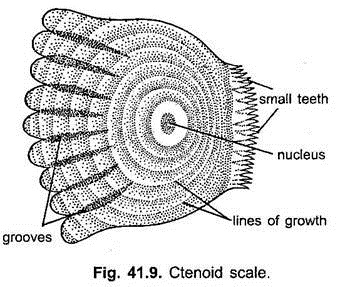 small teeth
nucleus
lines of growth
grooves
Fig. 41.9. Ctenoid scale.